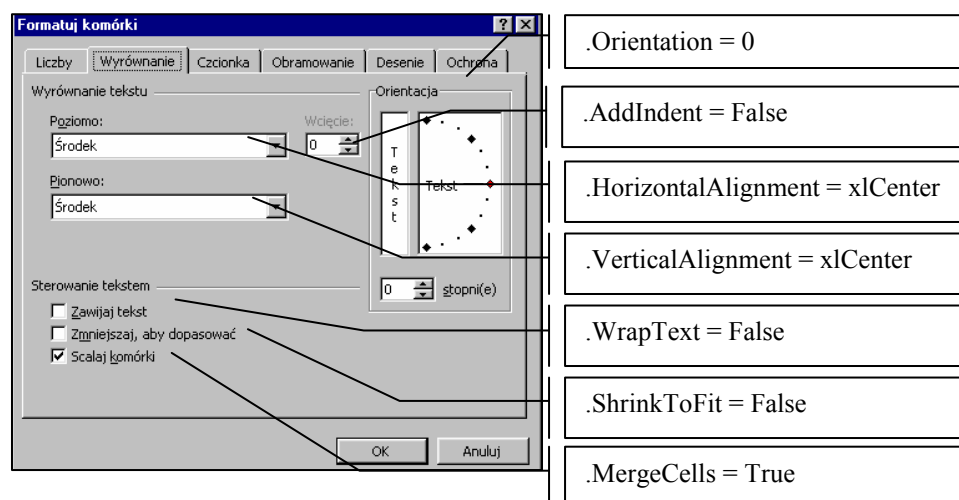 Formatuj komórki
Liczby Wyrównanie Czcionka Obramowanie Desenie Ochrona
Wyrównanie tekstu
Poziomo:
Środek
Wcięcie:
0
Pionowo:
Środek
Orientacja
Tekst
Tekst
0 stopni(e)
Sterowanie tekstem
Zawijaj tekst
Zmniejszaj, aby dopasować
Scalaj komórki
OK Anuluj
.Orientation = 0
.AddIndent = False
.HorizontalAlignment = xlCenter
.VerticalAlignment = xlCenter
.WrapText = False
.ShrinkToFit = False
.MergeCells = True